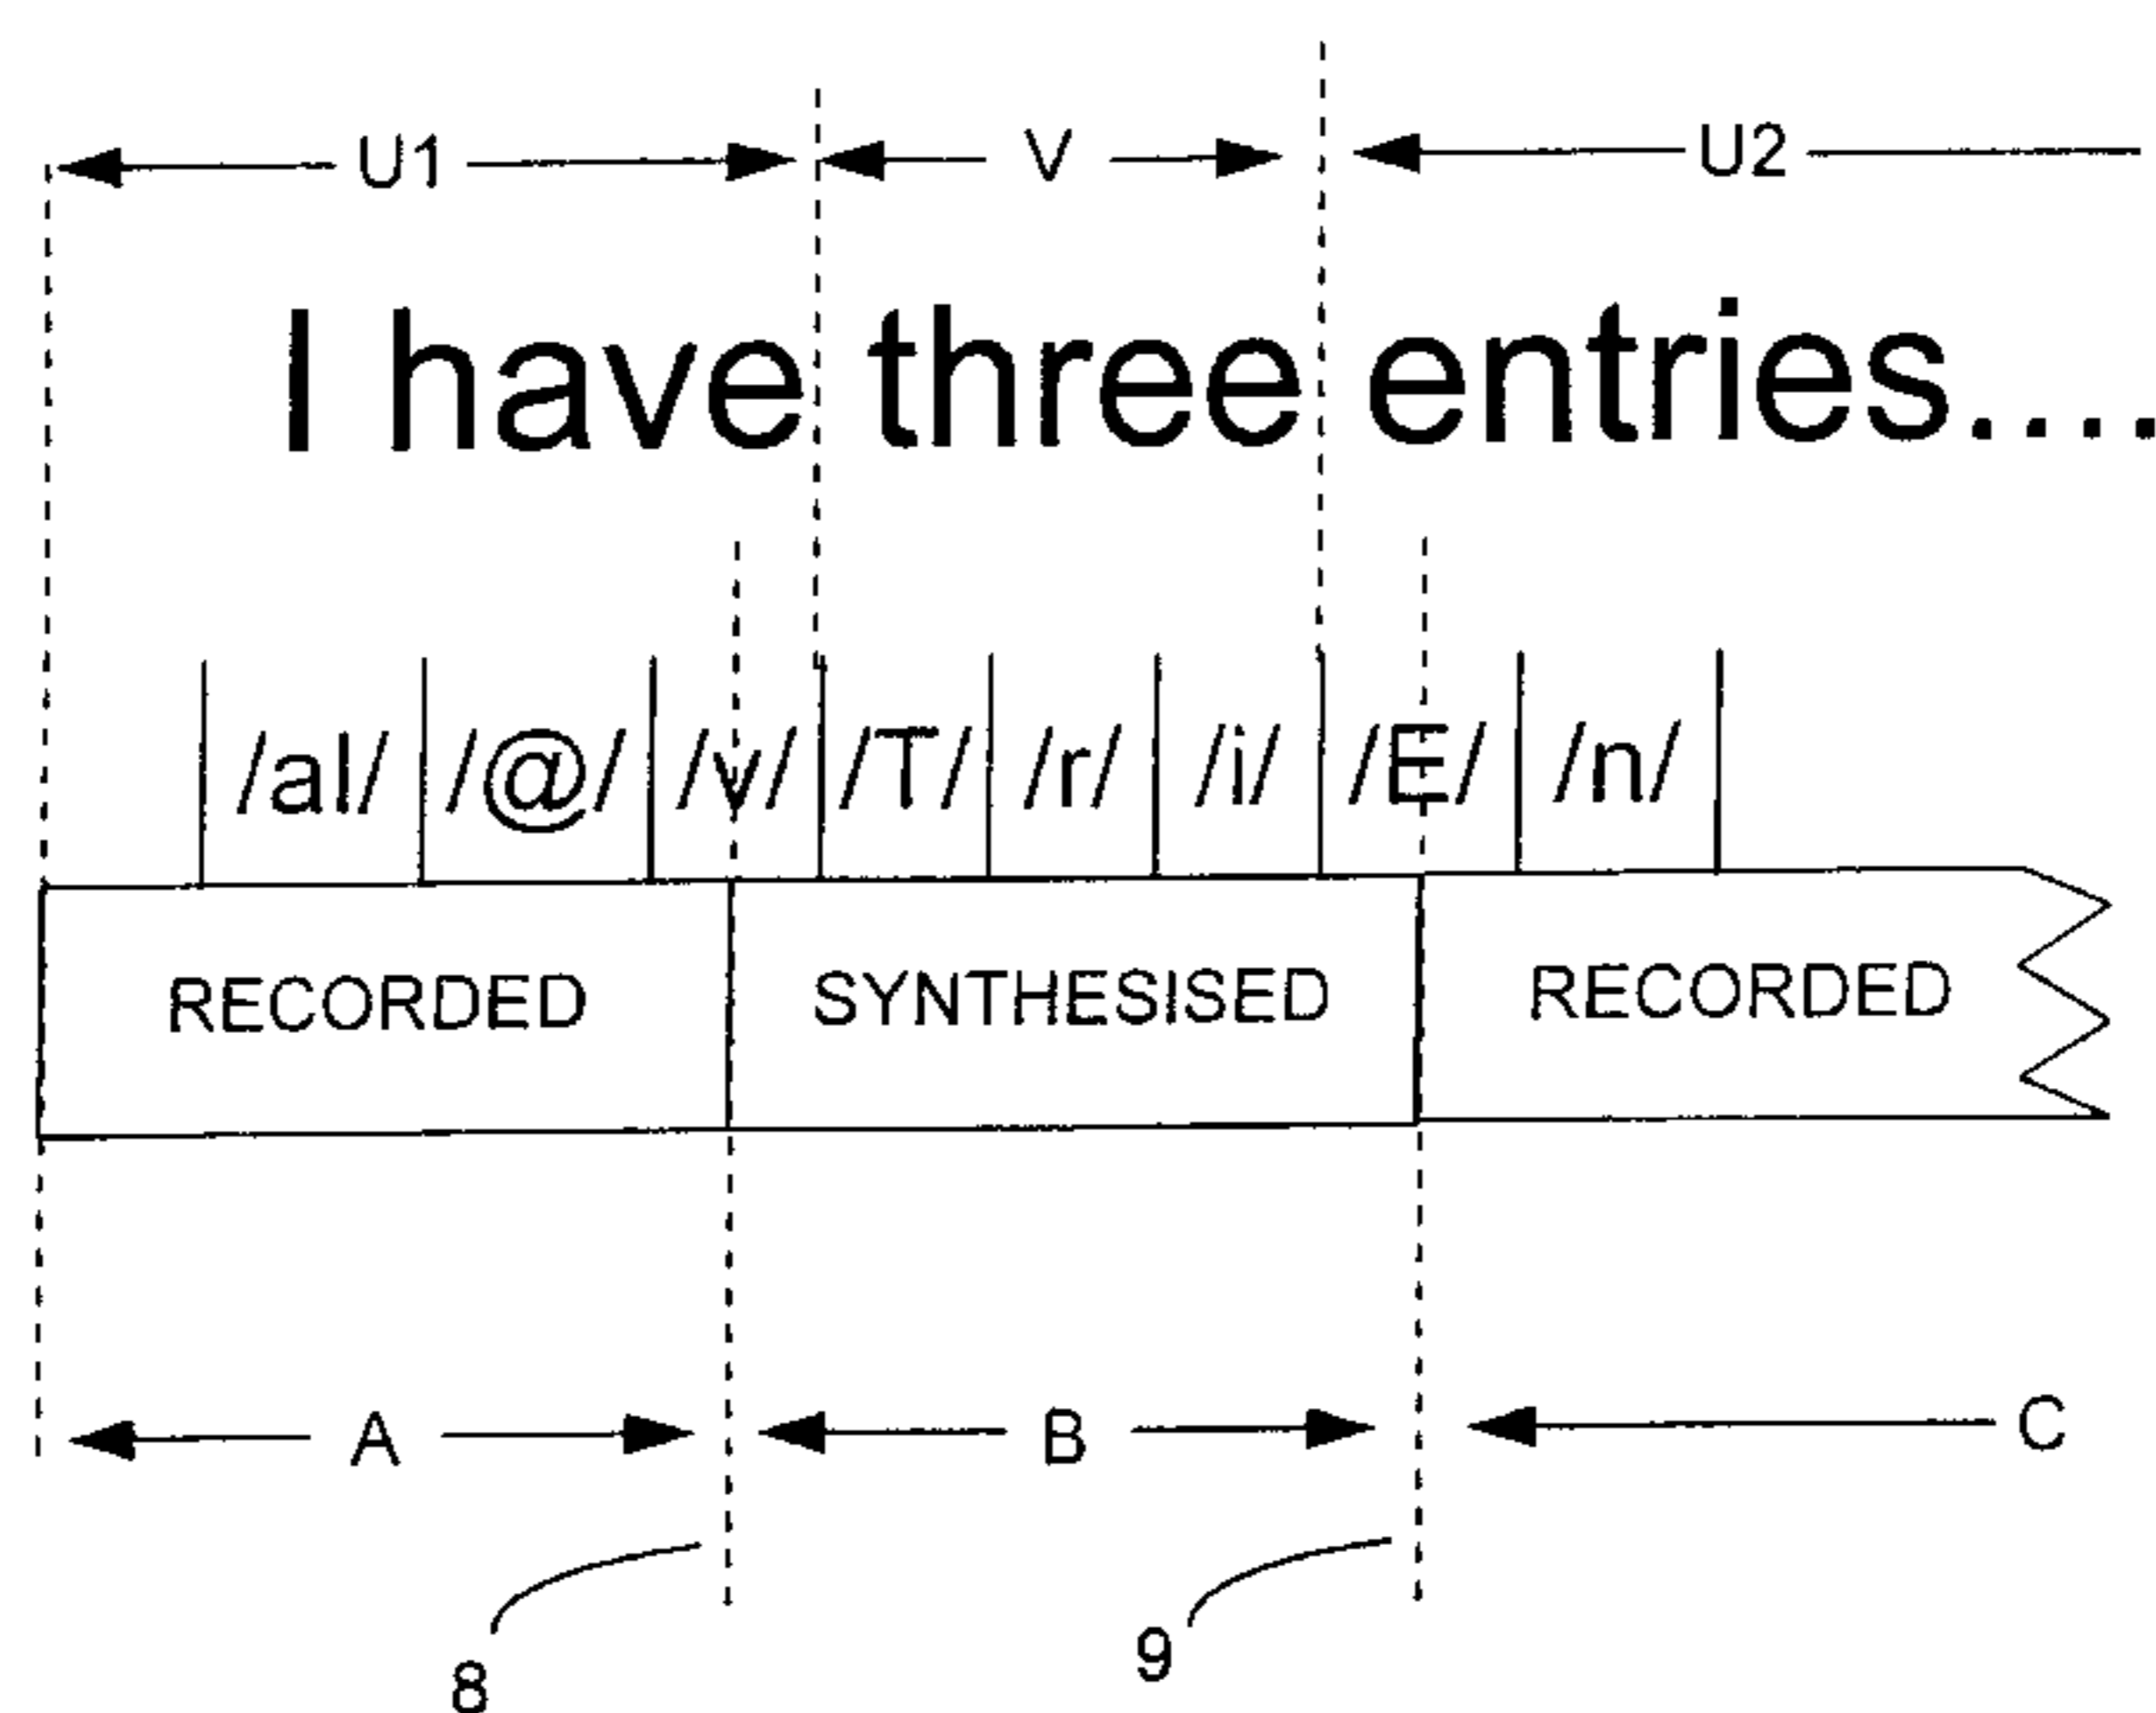 U1 V U2
I have three entries....
/aI/ /@/ /v/ /T/ /r/ /i/ /E/ /n/
RECORDED SYNTHESISED RECORDED
A B C
8 9